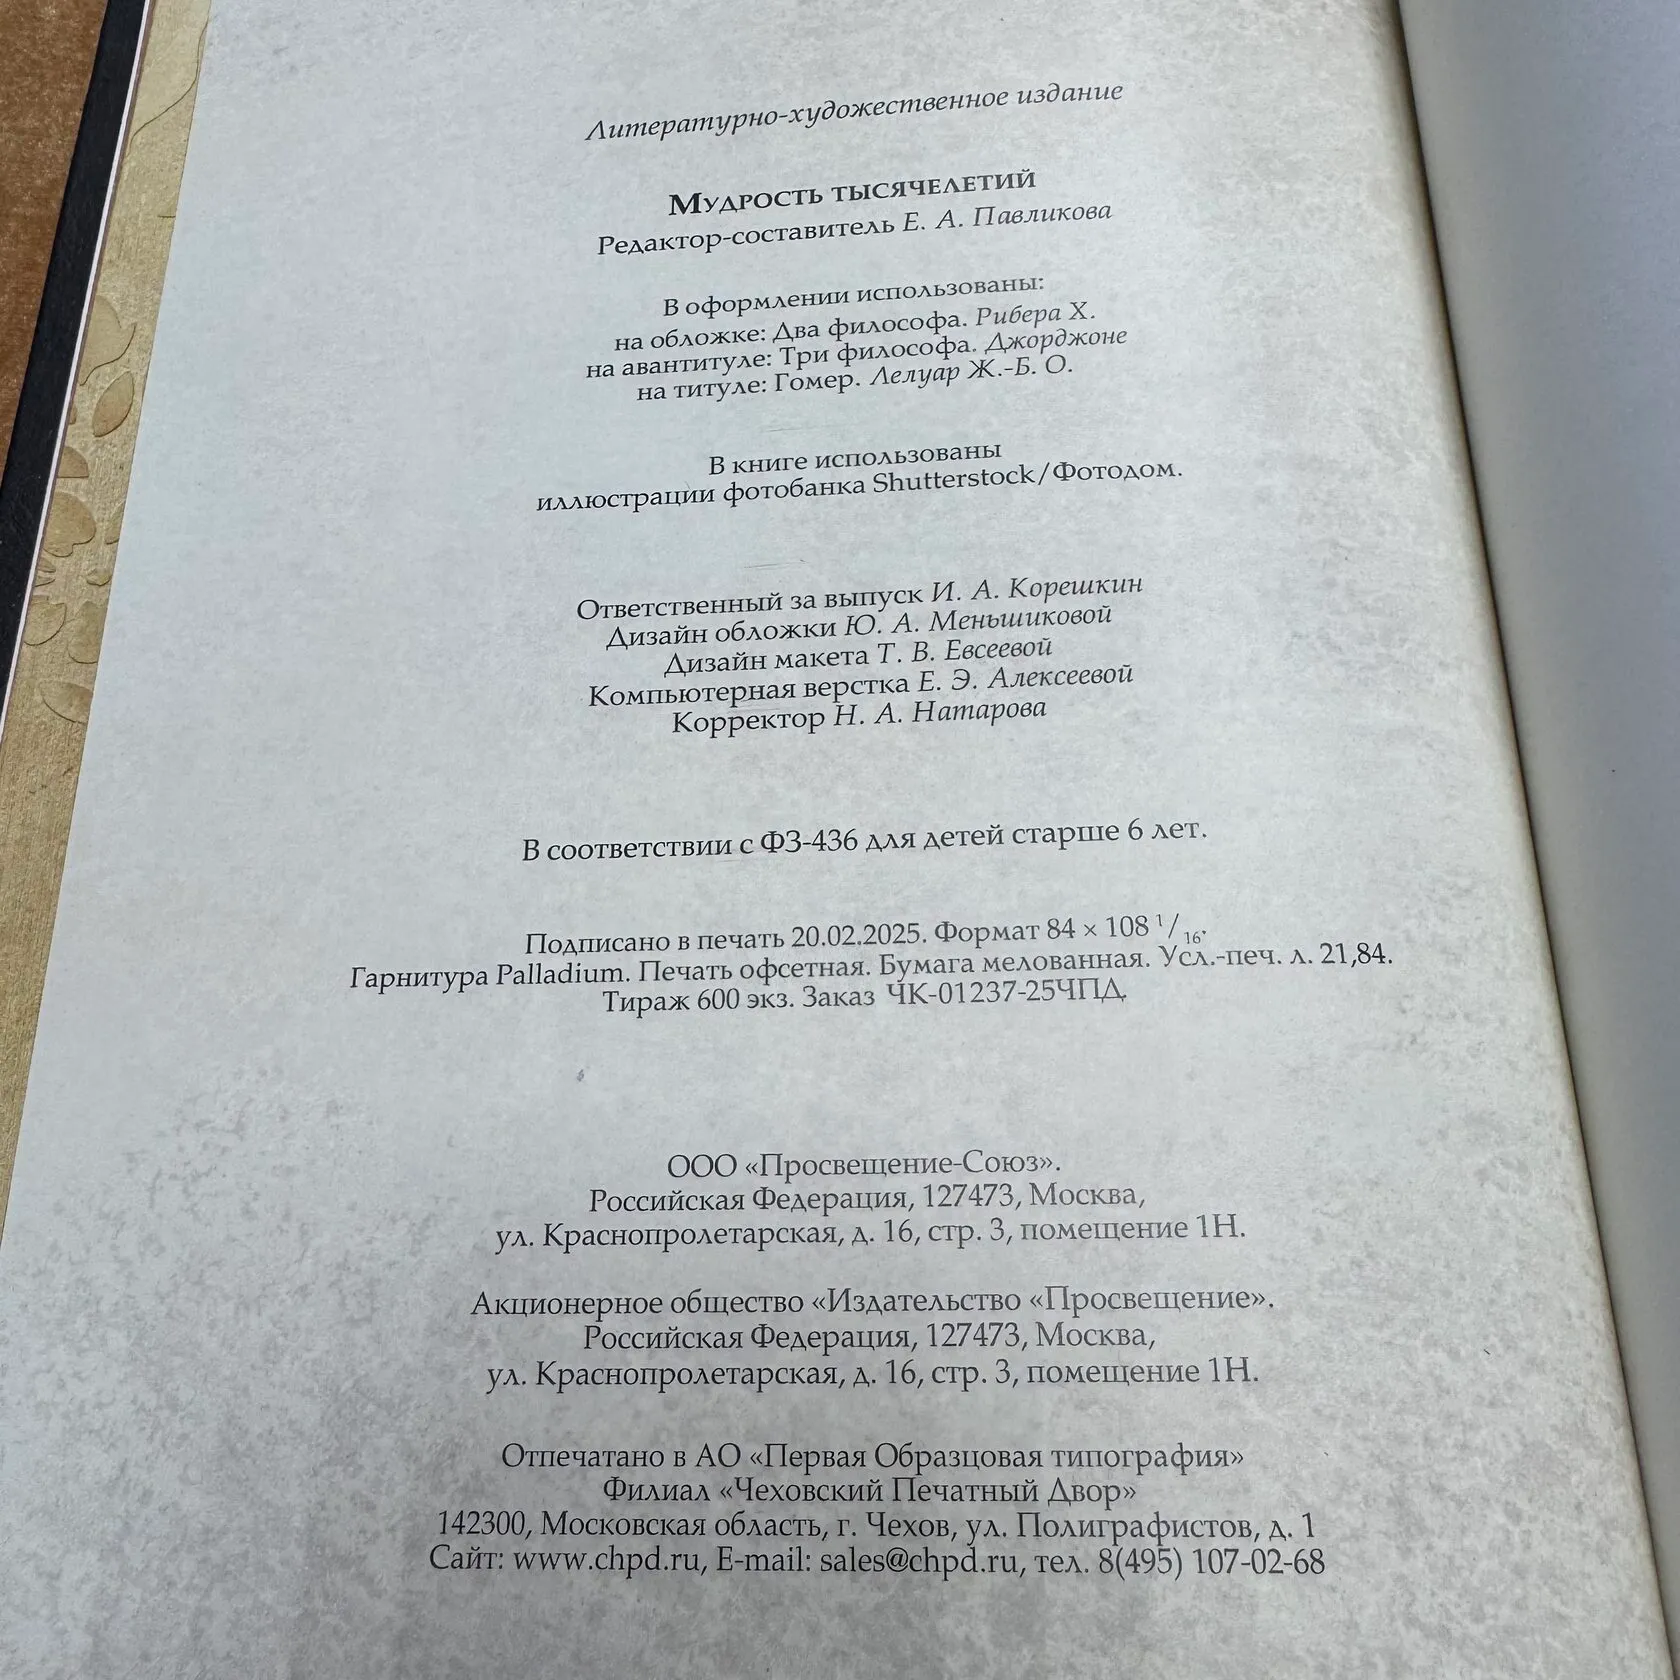 Литературно-художественное издание
Мудрость тысячелетий
Редактор-составитель Е. А. Павликова
В оформлении использованы:
на обложке: Два философа. Рибера Х.
на авантитуле: Три философа. Джорджоне
на титуле: Гомер. Лелуар Ж.-Б. О.
В книге использованы
иллюстрации фотобанка Shutterstock/Фотодом.
Ответственный за выпуск И. А. Корешкин
Дизайн обложки Ю. А. Меньшиковой
Дизайн макета Т. В. Евсеевой
Компьютерная верстка Е. Э. Алексеевой
Корректор Н. А. Натарова
В соответствии с ФЗ-436 для детей старше 6 лет.
Подписано в печать 20.02.2025. Формат 84 × 108 1/16.
Гарнитура Palladium. Печать офсетная. Бумага мелованная. Усл.-печ. л. 21,84.
Тираж 600 экз. Заказ ЧК-01237-25ЧПД
ООО «Просвещение-Союз».
Российская Федерация, 127473, Москва,
ул. Краснопролетарская, д. 16, стр. 3, помещение 1Н.
Акционерное общество «Издательство «Просвещение».
Российская Федерация, 127473, Москва,
ул. Краснопролетарская, д. 16, стр. 3, помещение 1Н.
Отпечатано в АО «Первая Образцовая типография»
Филиал «Чеховский Печатный Двор»
142300, Московская область, г. Чехов, ул. Полиграфистов, д. 1
Сайт: www.chpd.ru, E-mail: sales@chpd.ru, тел. 8(495) 107-02-68